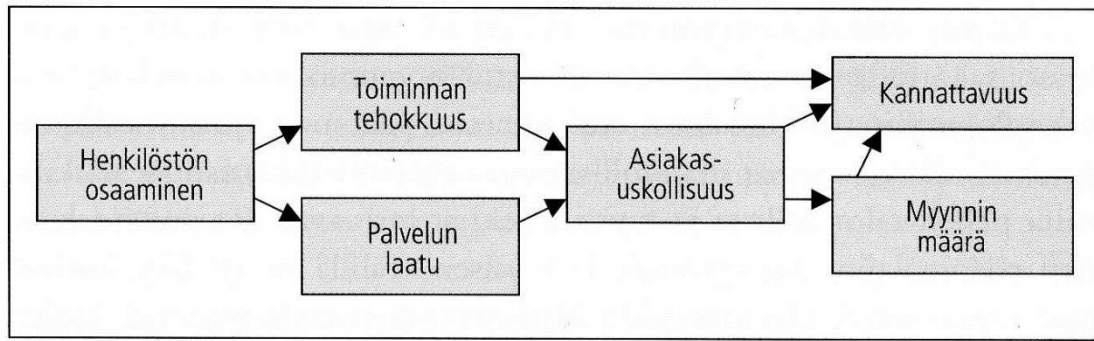 Toiminnan
tehokkuus
Kannattavuus
Henkilöstön
osaaminen
Asiakas-
uskollisuus
Palvelun
laatu
Myynnin
määrä